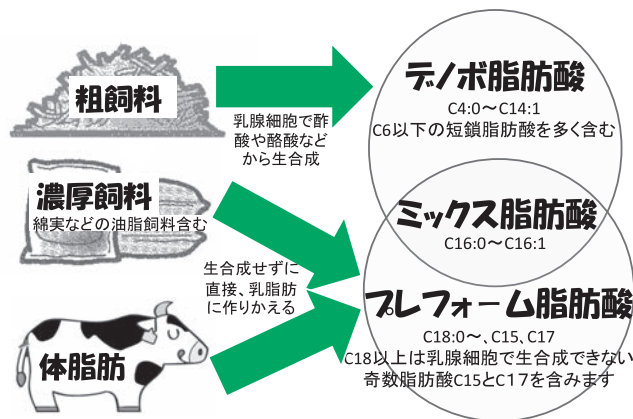 粗飼料
乳腺細胞で酢
酸や酪酸など
から生合成
デノボ脂肪酸
C4:0～C14:1
C6以下の短鎖脂肪酸を多く含む
濃厚飼料
綿実などの油脂飼料含む
ミックス脂肪酸
C16:0～C16:1
生合成せずに
直接、乳脂肪
に作りかえる
プレフォーム脂肪酸
C18:0～、C15、C17
C18以上は乳腺細胞で生合成できない
奇数脂肪酸C15とC１７を含みます
体脂肪